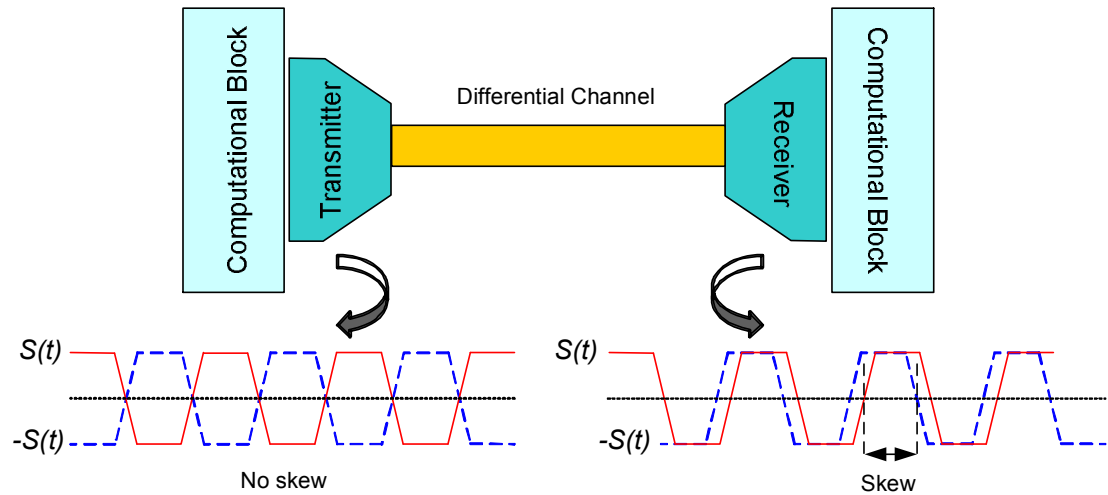 Computational Block
Transmitter
Differential Channel
Receiver
Computational Block
S(t)
-S(t)
No skew
S(t)
-S(t)
Skew